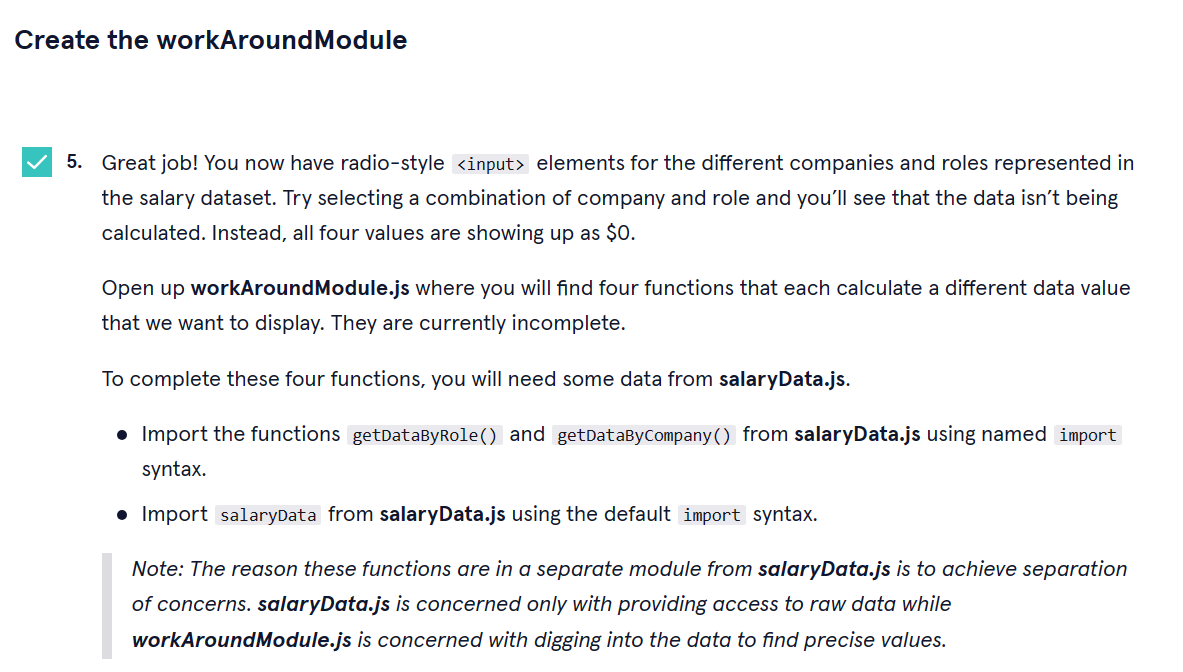 Create the workAroundModule
5. Great job! You now have radio-style <input> elements for the different companies and roles represented in
the salary dataset. Try selecting a combination of company and role and you’ll see that the data isn’t being
calculated. Instead, all four values are showing up as $0.
Open up workAroundModule.js where you will find four functions that each calculate a different data value
that we want to display. They are currently incomplete.
To complete these four functions, you will need some data from salaryData.js.
● Import the functions getDataByRole() and getDataByCompany() from salaryData.js using named import
syntax.
● Import salaryData from salaryData.js using the default import syntax.
Note: The reason these functions are in a separate module from salaryData.js is to achieve separation
of concerns. salaryData.js is concerned only with providing access to raw data while
workAroundModule.js is concerned with digging into the data to find precise values.